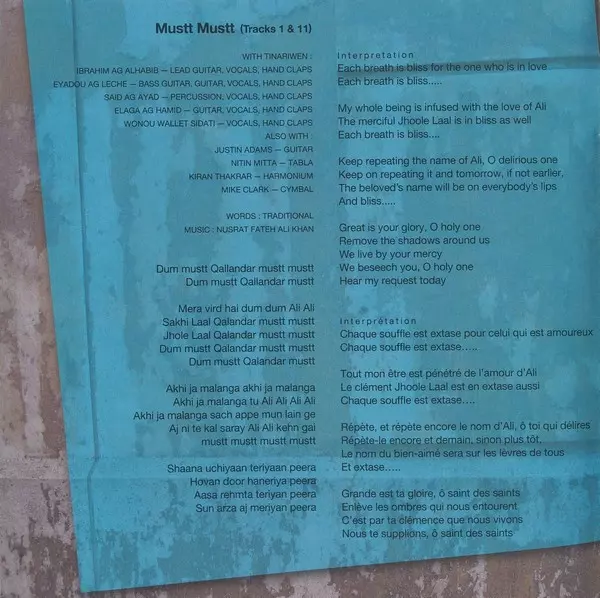 Mustt Mustt (Tracks 1 & 11)
WITH TINARIWEN :
IBRAHIM AG ALHABIB — LEAD GUITAR, VOCALS, HAND CLAPS
EYADOU AG LECHE — BASS GUITAR, GUITAR, VOCALS, HAND CLAPS
SAID AG AYAD — PERCUSSION, VOCALS, HAND CLAPS
ELAGA AG HAMID — GUITAR, VOCALS, HAND CLAPS
WONOU WALLET SIDATI — VOCALS, HAND CLAPS
ALSO WITH :
JUSTIN ADAMS — GUITAR
NITIN MITTA — TABLA
KIRAN THAKRAR — HARMONIUM
MIKE CLARK — CYMBAL
WORDS : TRADITIONAL
MUSIC : NUSRAT FATEH ALI KHAN
Dum mustt Qallandar mustt mustt
Dum mustt Qalandar mustt mustt
Mera vird hai dum dum Ali Ali
Sakhi Laal Qalandar mustt mustt
Jhole Laal Qalandar mustt mustt
Dum mustt Qalandar mustt mustt
Dum mustt Qalandar mustt
Akhi ja malanga akhi ja malanga
Akhi ja malanga tu Ali Ali Ali Ali
Akhi ja malanga sach appe mun lain ge
Aj ni te kal saray Ali Ali kehn gai
mustt mustt mustt mustt
Shaana uchiyaan teriyaan peera
Hovan door haneriya peera
Aasa rehmta teriyan peera
Sun arza aj meriyan peera
Interpretation
Each breath is bliss for the one who is in love
Each breath is bliss.....
My whole being is infused with the love of Ali
The merciful Jhoole Laal is in bliss as well
Each breath is bliss....
Keep repeating the name of Ali, O delirious one
Keep on repeating it and tomorrow, if not earlier,
The beloved's name will be on everybody's lips
And bliss.....
Great is your glory, O holy one
Remove the shadows around us
We live by your mercy
We beseech you, O holy one
Hear my request today
Interprétation
Chaque souffle est extase pour celui qui est amoureux
Chaque souffle est extase.....
Tout mon être est pénétré de l'amour d'Ali
Le clément Jhoole Laal est en extase aussi
Chaque souffle est extase....
Répète, et répète encore le nom d'Ali, ô toi qui délires
Répète-le encore et demain, sinon plus tôt,
Le nom du bien-aimé sera sur les lèvres de tous
Et extase.....
Grande est ta gloire, ô saint des saints
Enlève les ombres qui nous entourent
C'est par ta clémence que nous vivons
Nous te supplions, ô saint des saints